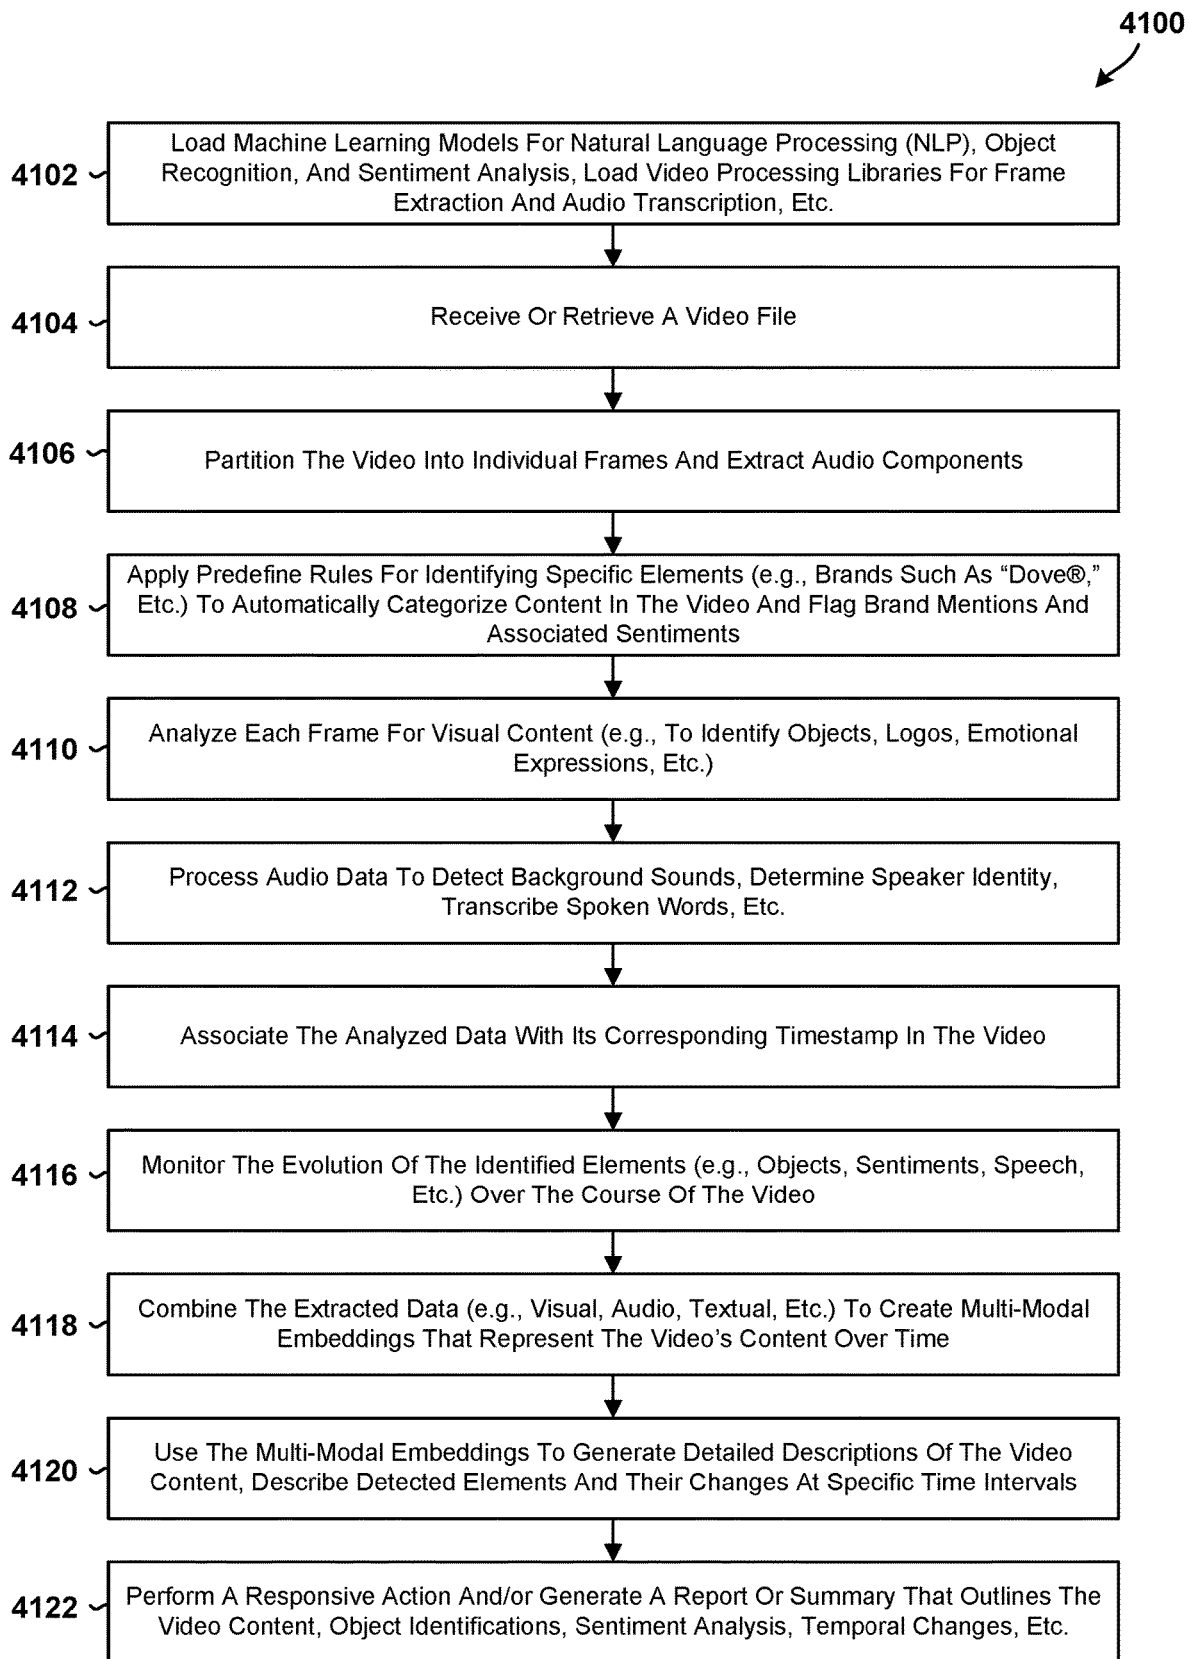 4100
4102
Load Machine Learning Models For Natural Language Processing (NLP), Object
Recognition, And Sentiment Analysis, Load Video Processing Libraries For Frame
Extraction And Audio Transcription, Etc.
4104
Receive Or Retrieve A Video File
4106
Partition The Video Into Individual Frames And Extract Audio Components
4108
Apply Predefine Rules For Identifying Specific Elements (e.g., Brands Such As “Dove®,”
Etc.) To Automatically Categorize Content In The Video And Flag Brand Mentions And
Associated Sentiments
4110
Analyze Each Frame For Visual Content (e.g., To Identify Objects, Logos, Emotional
Expressions, Etc.)
4112
Process Audio Data To Detect Background Sounds, Determine Speaker Identity,
Transcribe Spoken Words, Etc.
4114
Associate The Analyzed Data With Its Corresponding Timestamp In The Video
4116
Monitor The Evolution Of The Identified Elements (e.g., Objects, Sentiments, Speech,
Etc.) Over The Course Of The Video
4118
Combine The Extracted Data (e.g., Visual, Audio, Textual, Etc.) To Create Multi-Modal
Embeddings That Represent The Video’s Content Over Time
4120
Use The Multi-Modal Embeddings To Generate Detailed Descriptions Of The Video
Content, Describe Detected Elements And Their Changes At Specific Time Intervals
4122
Perform A Responsive Action And/or Generate A Report Or Summary That Outlines The
Video Content, Object Identifications, Sentiment Analysis, Temporal Changes, Etc.